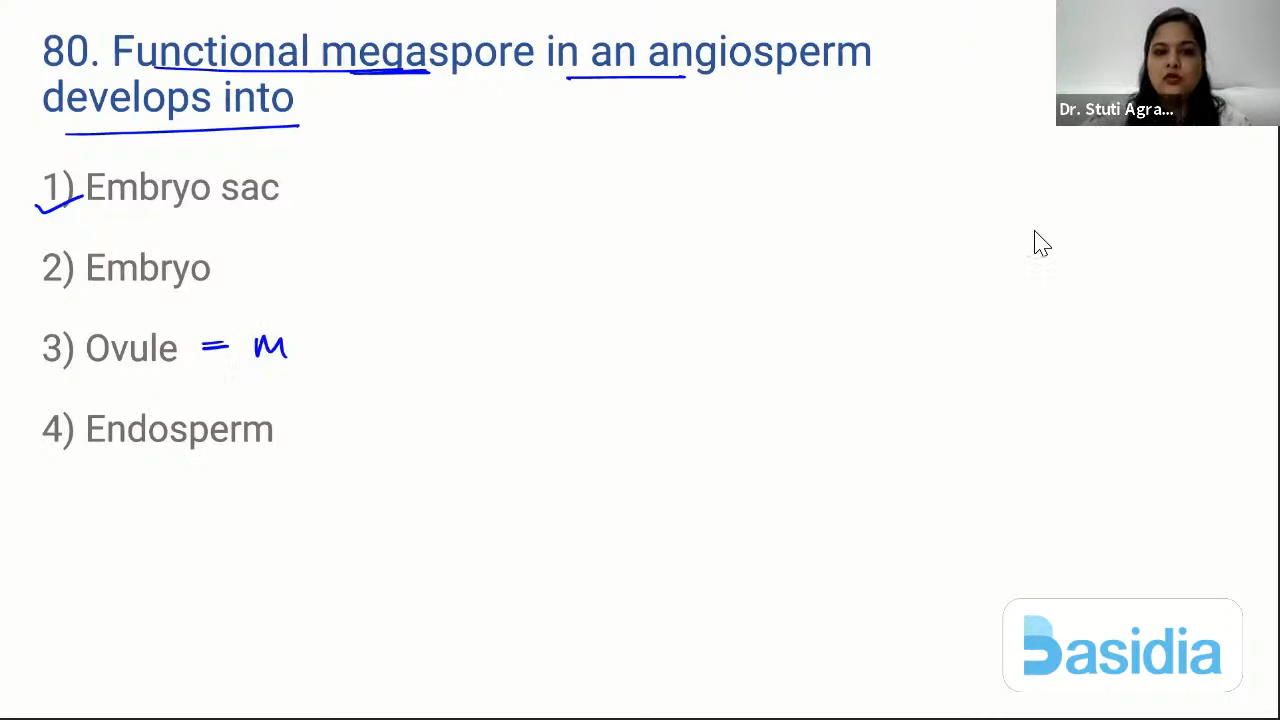 80. Functional megaspore in an angiosperm
develops into
Dr. Stuti Agra...
1) Embryo sac
2) Embryo
3) Ovule = M
4) Endosperm
Basidia